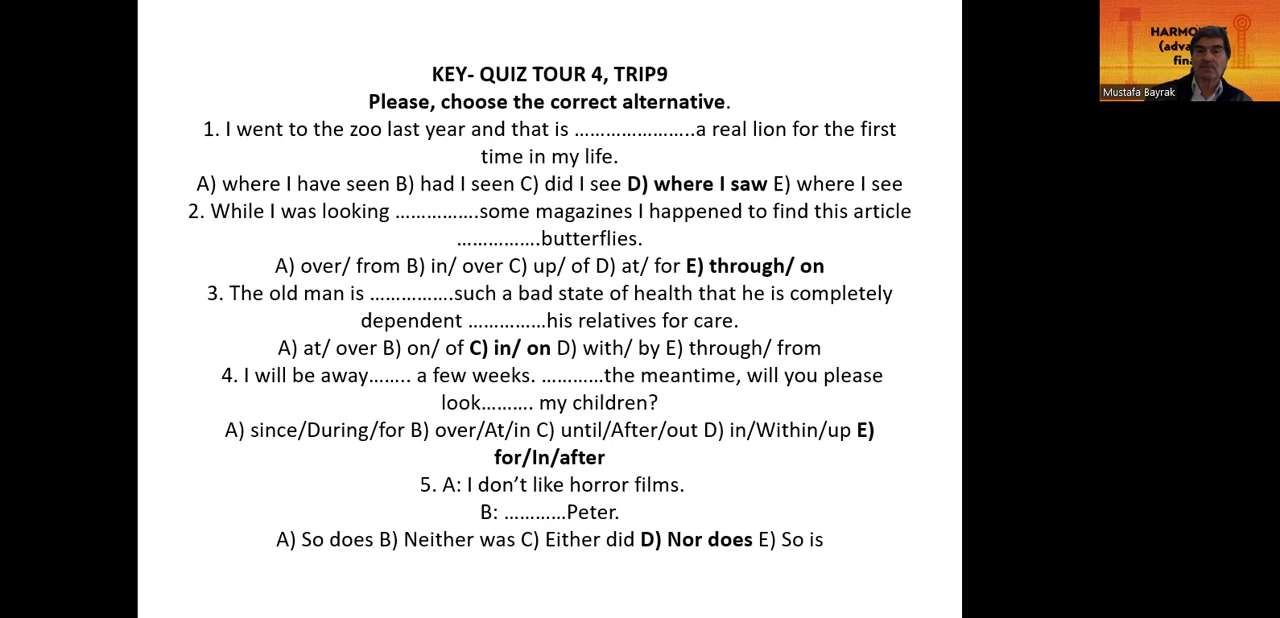 KEY- QUIZ TOUR 4, TRIP9
Please, choose the correct alternative.
1. I went to the zoo last year and that is …………………..a real lion for the first
time in my life.
A) where I have seen B) had I seen C) did I see D) where I saw E) where I see
2. While I was looking …………….some magazines I happened to find this article
…………….butterflies.
A) over/ from B) in/ over C) up/ of D) at/ for E) through/ on
3. The old man is …………….such a bad state of health that he is completely
dependent ……………his relatives for care.
A) at/ over B) on/ of C) in/ on D) with/ by E) through/ from
4. I will be away…….. a few weeks. …………the meantime, will you please
look………. my children?
A) since/During/for B) over/At/in C) until/After/out D) in/Within/up E)
for/In/after
5. A: I don’t like horror films.
B: …………Peter.
A) So does B) Neither was C) Either did D) Nor does E) So is
Mustafa Bayrak